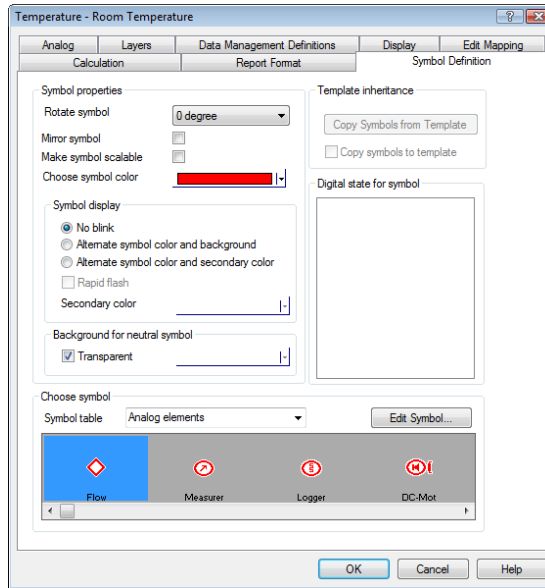 Temperature - Room Temperature
Analog
Layers
Data Management Definitions
Display
Edit Mapping
Calculation
Report Format
Symbol Definition
Symbol properties
Rotate symbol
0 degree
Mirror symbol
Make symbol scalable
Choose symbol color
Symbol display
No blink
Alternate symbol color and background
Alternate symbol color and secondary color
Rapid flash
Secondary color
Background for neutral symbol
Transparent
Template inheritance
Copy Symbols from Template
Copy symbols to template
Digital state for symbol
Choose symbol
Symbol table
Analog elements
Edit Symbol...
Flow
Measurer
Logger
DC-Mot
OK
Cancel
Help